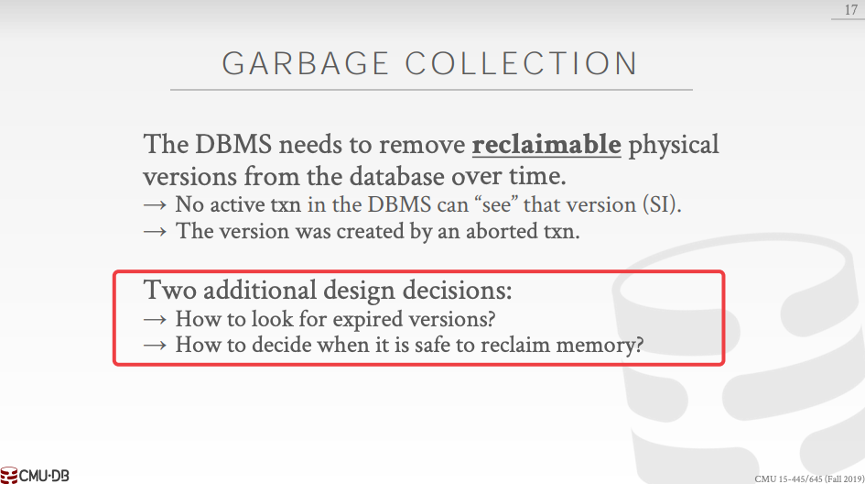 17
GARBAGE COLLECTION
The DBMS needs to remove reclaimable physical
versions from the database over time.
→ No active txn in the DBMS can “see” that version (SI).
→ The version was created by an aborted txn.
Two additional design decisions:
→ How to look for expired versions?
→ How to decide when it is safe to reclaim memory?
CMU·DB
CMU 15-445/645 (Fall 2019)